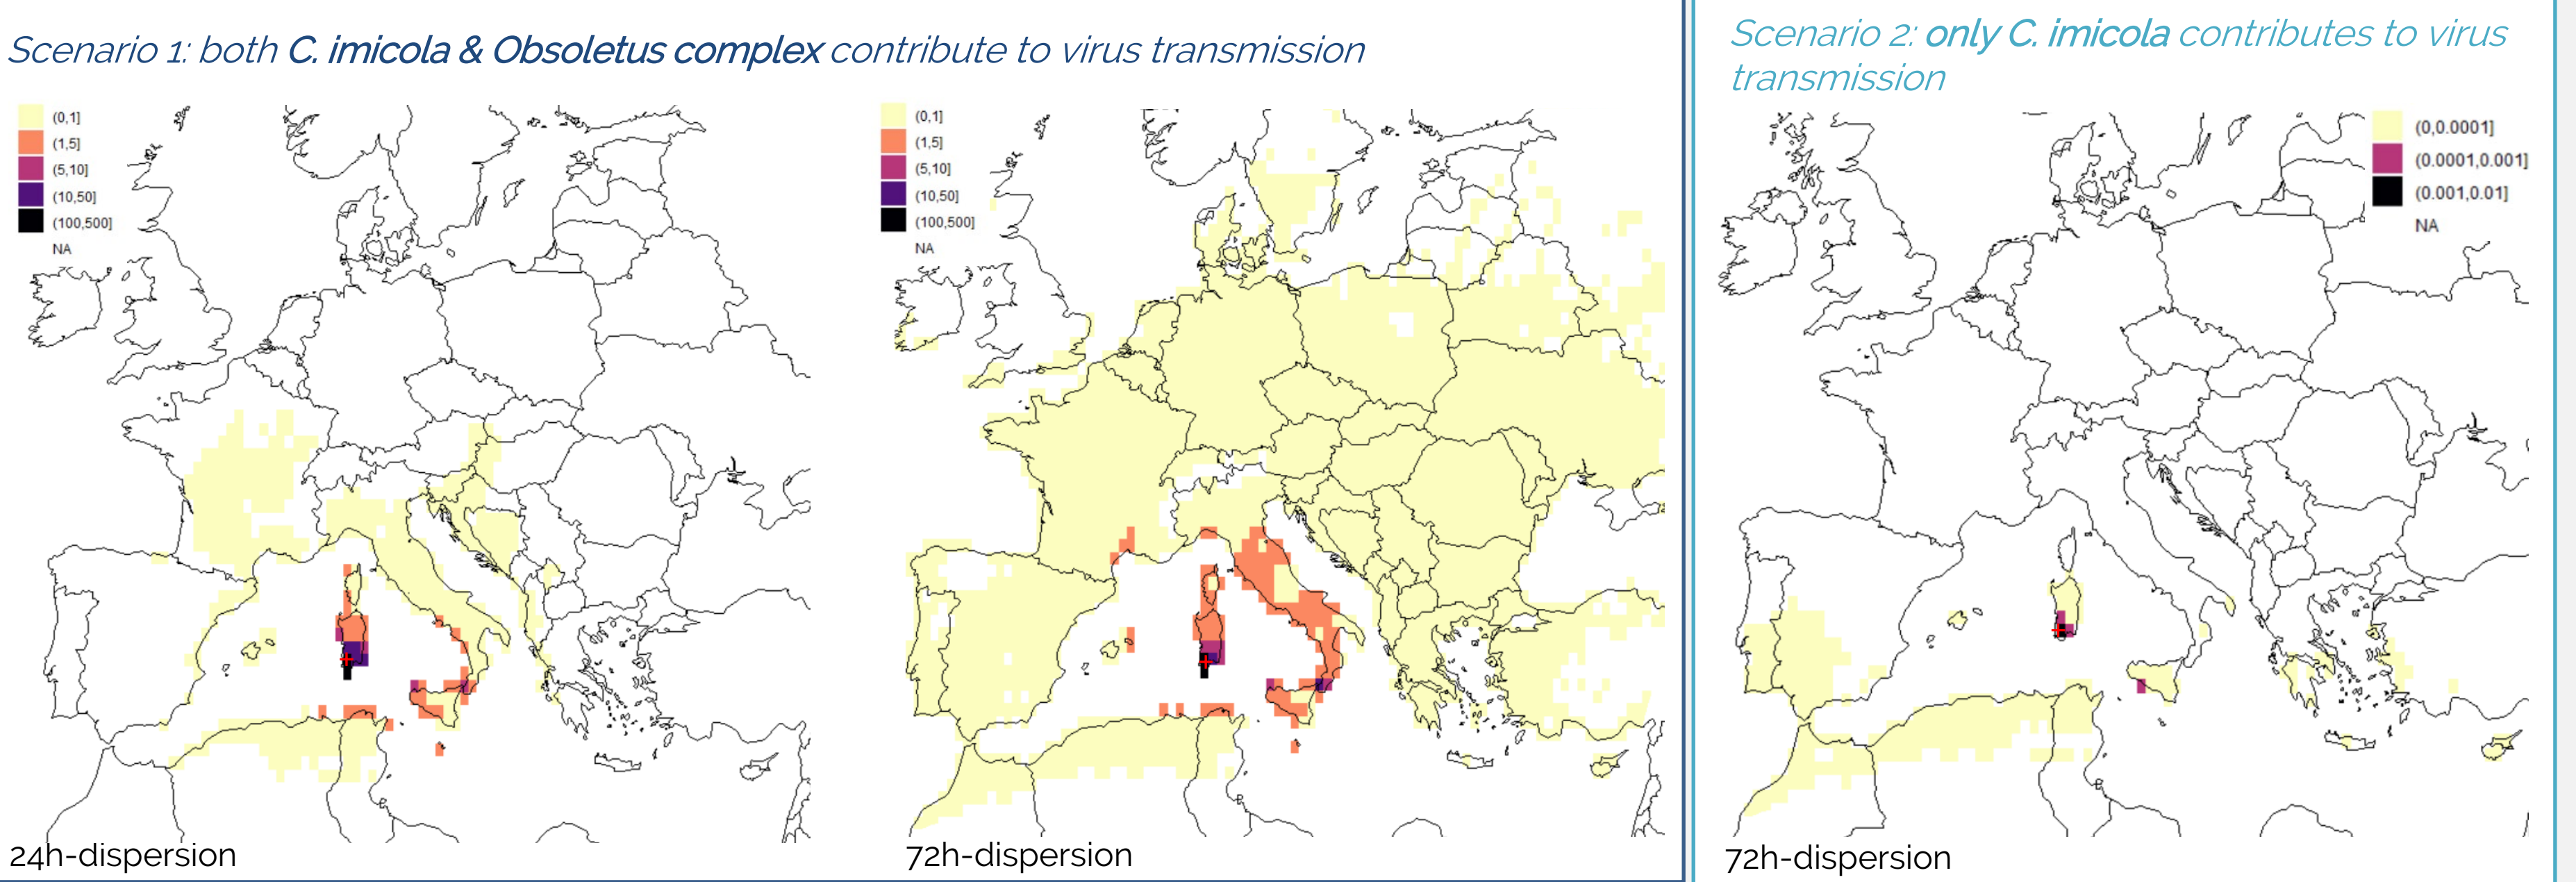 Scenario 1: both C. imicola & Obsoletus complex contribute to virus transmission
(0,1]
(1,5]
(5,10]
(10,50]
(100,500]
NA
24h-dispersion
(0,1]
(1,5]
(5,10]
(10,50]
(100,500]
NA
72h-dispersion
Scenario 2: only C. imicola contributes to virus
transmission
(0,0.0001]
(0.0001,0.001]
(0.001,0.01]
NA
72h-dispersion